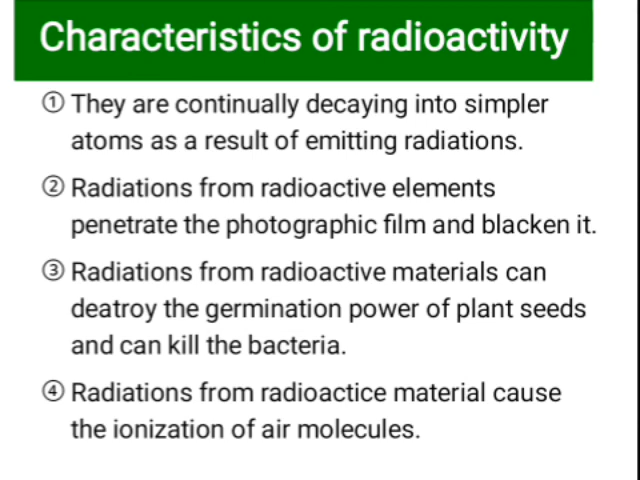 Characteristics of radioactivity
① They are continually decaying into simpler
atoms as a result of emitting radiations.
② Radiations from radioactive elements
penetrate the photographic film and blacken it.
③ Radiations from radioactive materials can
deatroy the germination power of plant seeds
and can kill the bacteria.
④ Radiations from radioactice material cause
the ionization of air molecules.